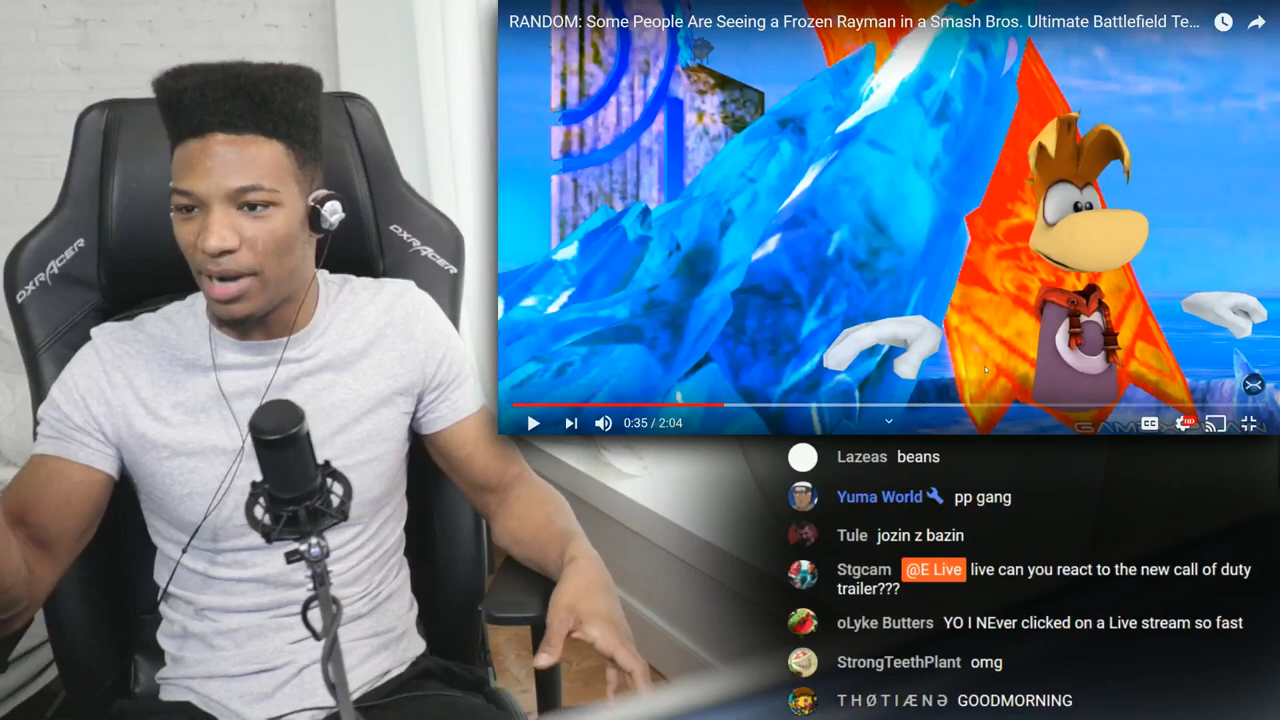 RANDOM: Some People Are Seeing a Frozen Rayman in a Smash Bros. Ultimate Battlefield Te...
DXRACER
DXRACER
0:35 / 2:04
CC
HD
Lazeas beans
Yuma World pp gang
Tule jozin z bazin
Stgcam @E Live live can you react to the new call of duty
trailer???
oLyke Butters YO I NEver clicked on a Live stream so fast
StrongTeethPlant omg
T H Ø T I Æ N Ə GOODMORNING